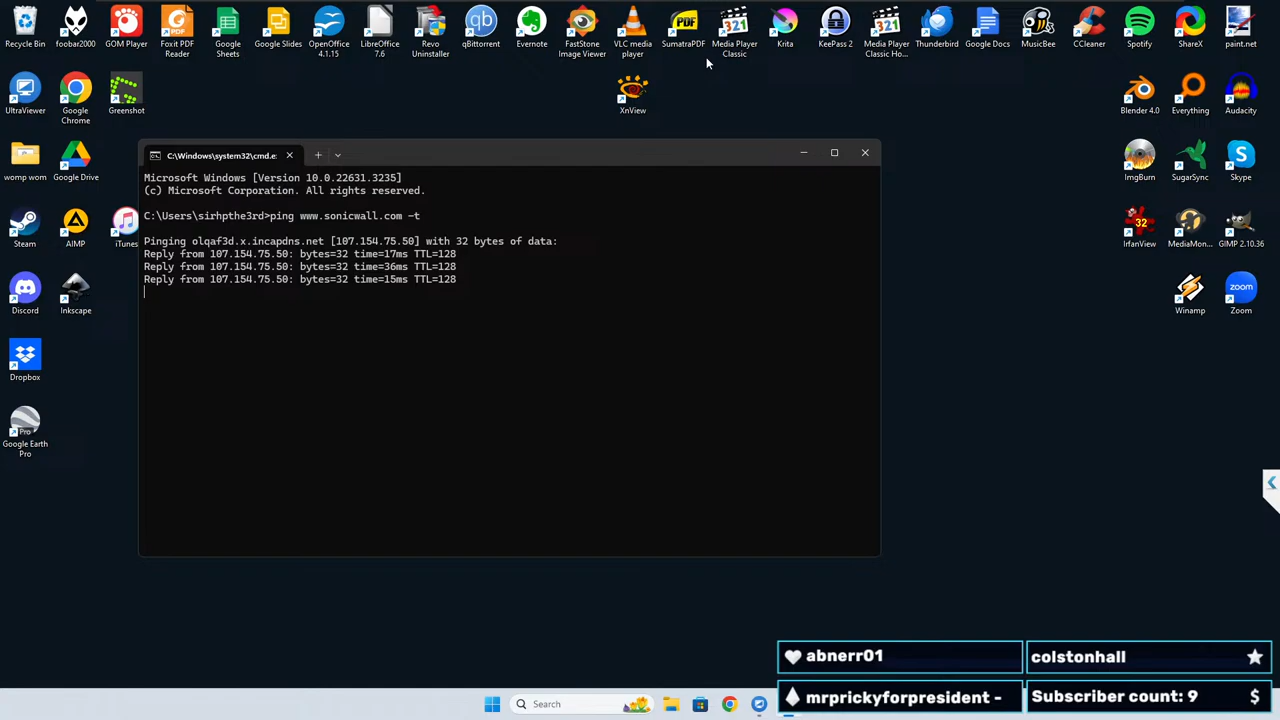 Recycle Bin
foobar2000
GOM Player
Foxit PDF
Reader
Google
Sheets
Google Slides
OpenOffice
4.1.15
LibreOffice
7.6
Revo
Uninstaller
qBittorrent
Evernote
FastStone
Image Viewer
VLC media
player
PDF
SumatraPDF
321
Media Player
Classic
Krita
KeePass 2
321
Media Player
Classic Ho...
Thunderbird
Google Docs
MusicBee
CCleaner
Spotify
ShareX
paint.net
UltraViewer
Google
Chrome
Greenshot
XnView
Blender 4.0
Everything
Audacity
womp wom
Google Drive
ImgBurn
SugarSync
Skype
Steam
AIMP
iTunes
32
IrfanView
MediaMon...
GIMP 2.10.36
Discord
Inkscape
Winamp
zoom
Zoom
Dropbox
Pro
Google Earth
Pro
C:\Windows\system32\cmd.e:
Microsoft Windows [Version 10.0.22631.3235]
(c) Microsoft Corporation. All rights reserved.
C:\Users\sirhpthe3rd>ping www.sonicwall.com -t
Pinging olqaf3d.x.incapdns.net [107.154.75.50] with 32 bytes of data:
Reply from 107.154.75.50: bytes=32 time=17ms TTL=128
Reply from 107.154.75.50: bytes=32 time=36ms TTL=128
Reply from 107.154.75.50: bytes=32 time=15ms TTL=128
abnerr01
colstonhall
mrprickyforpresident -
Subscriber count: 9
$
Search